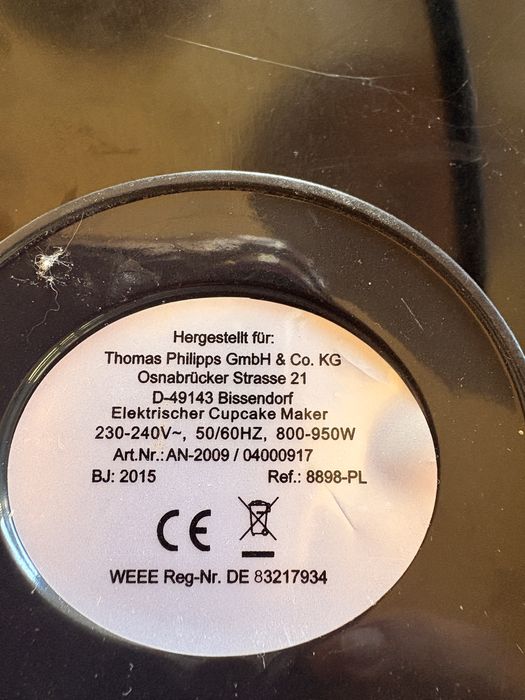 Hergestellt für:
Thomas Philipps GmbH & Co. KG
Osnabrücker Strasse 21
D-49143 Bissendorf
Elektrischer Cupcake Maker
230-240V~, 50/60HZ, 800-950W
Art.Nr.:AN-2009 / 04000917
BJ: 2015 Ref.: 8898-PL
CE
WEEE Reg-Nr. DE 83217934